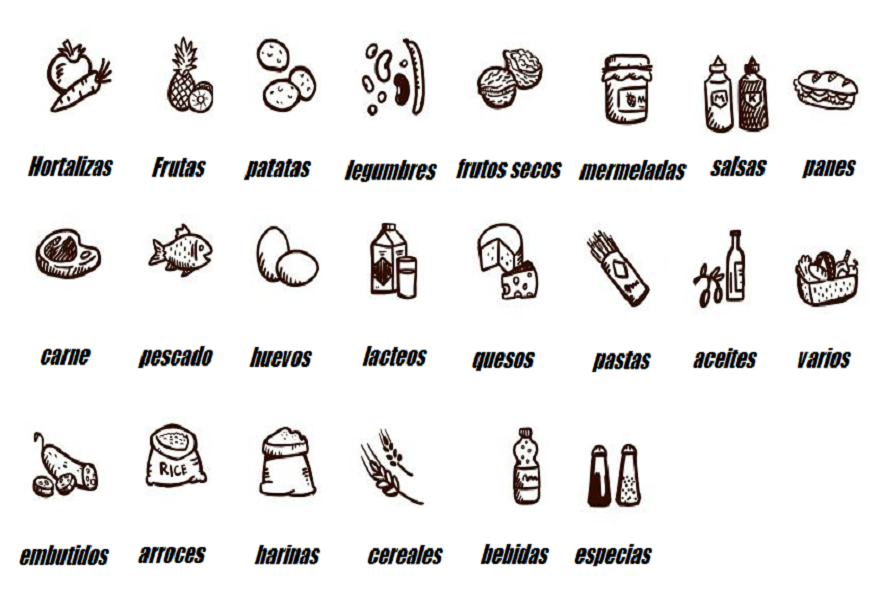 M K
Hortalizas Frutas patatas legumbres frutos secos mermeladas salsas panes
carne pescado huevos lacteos quesos pastas aceites varios
RICE
embutidos arroces harinas cereales bebidas especias